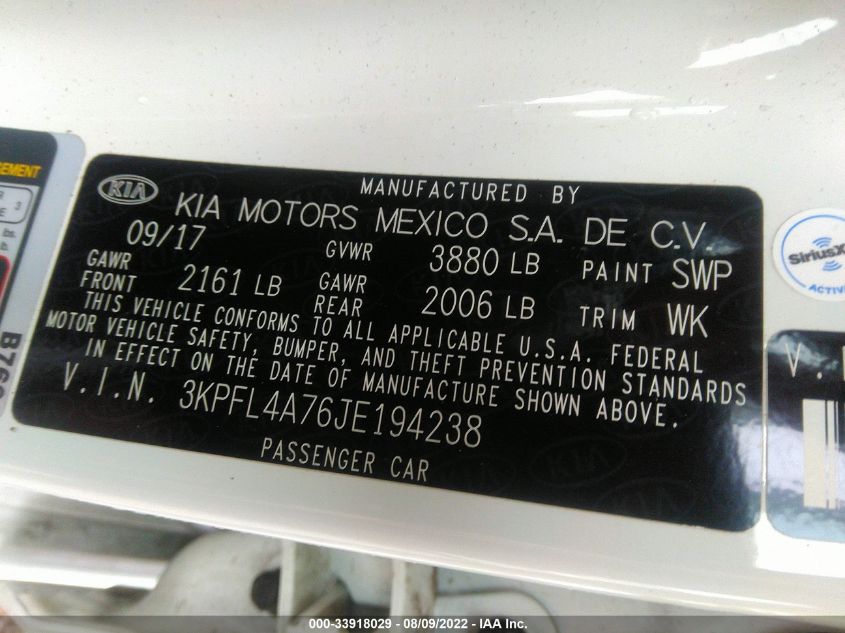 KIA
MANUFACTURED BY
KIA MOTORS MEXICO S.A. DE C.V.
09/17 GVWR 3880 LB PAINT SWP
GAWR FRONT 2161 LB GAWR REAR 2006 LB TRIM WK
THIS VEHICLE CONFORMS TO ALL APPLICABLE U.S.A. FEDERAL
MOTOR VEHICLE SAFETY, BUMPER, AND THEFT PREVENTION STANDARDS
IN EFFECT ON THE DATE OF MANUFACTURE SHOWN ABOVE.
V.I.N. 3KPFL4A76JE194238
PASSENGER CAR
000-33918029 - 08/09/2022 - IAA Inc.